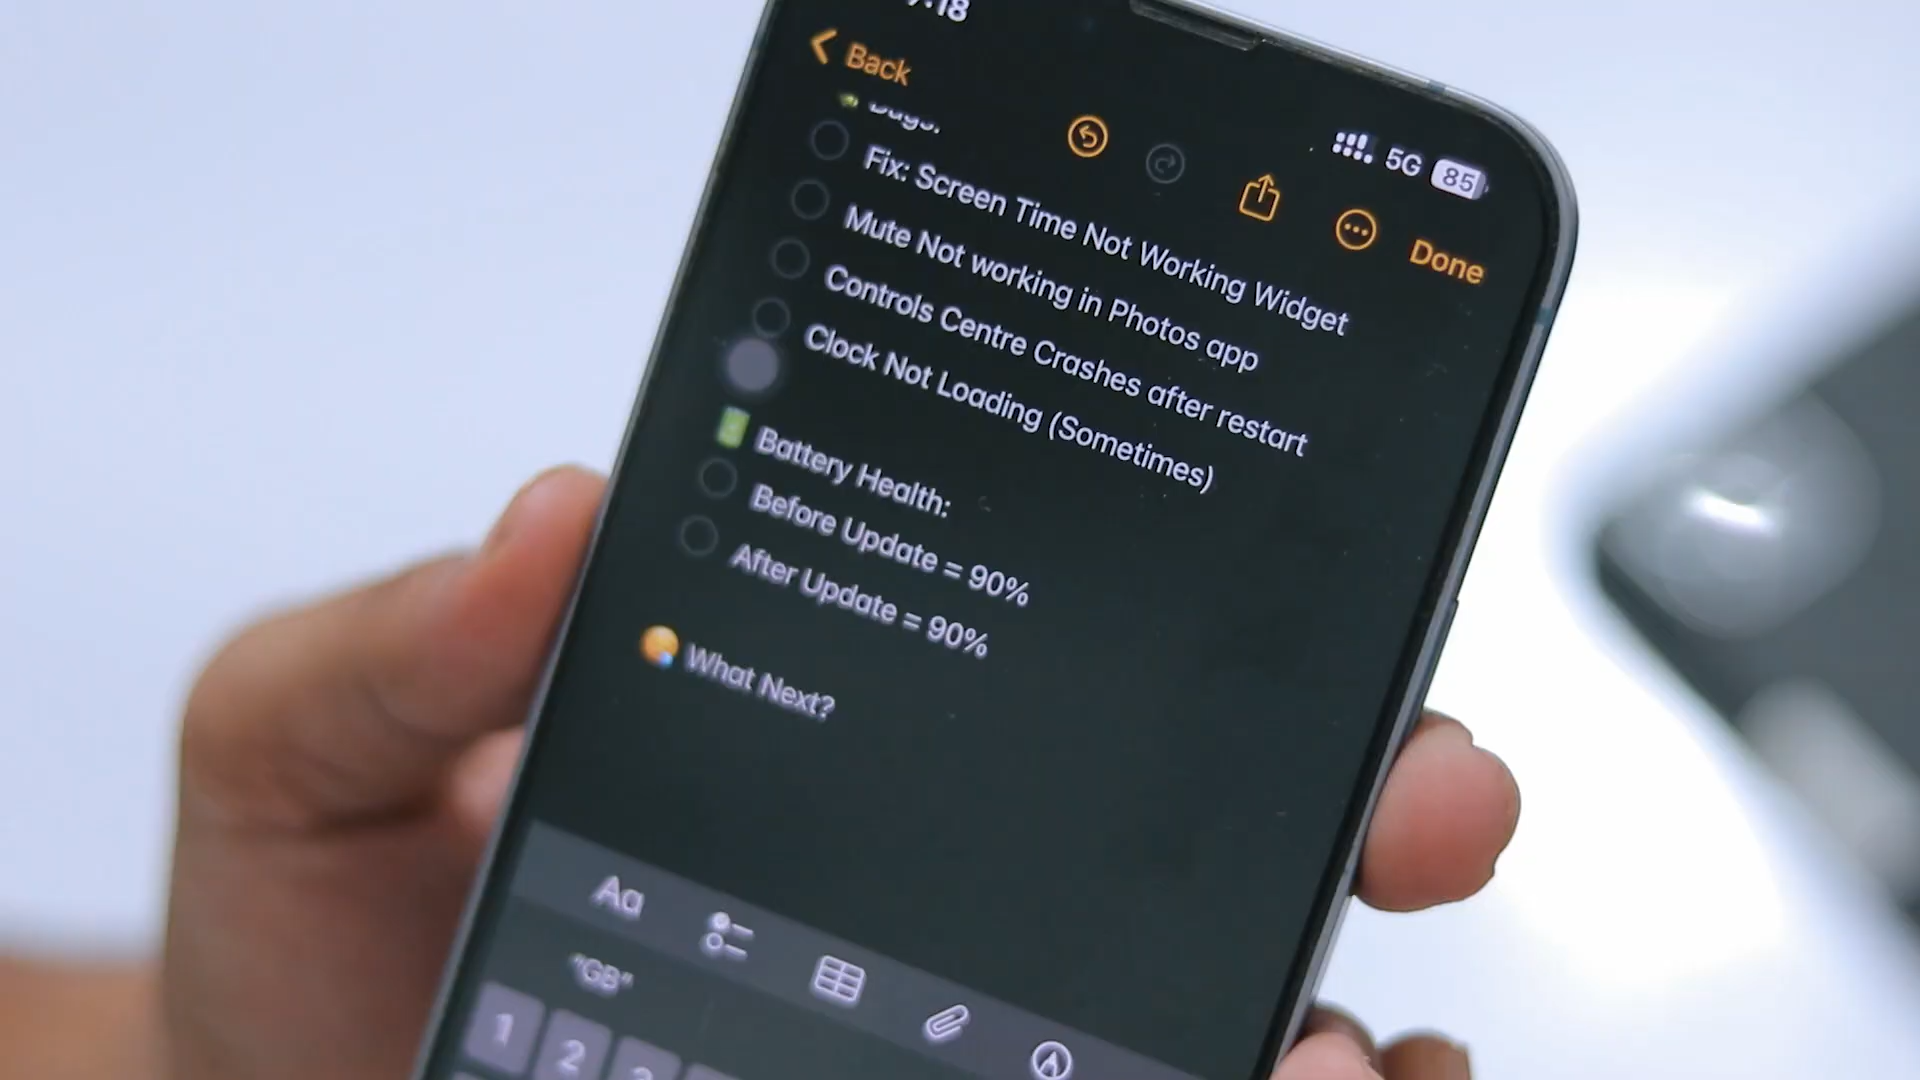 :18
5G 85
Back
Done
Bugs:
Fix: Screen Time Not Working Widget
Mute Not working in Photos app
Controls Centre Crashes after restart
Clock Not Loading (Sometimes)
Battery Health:
Before Update = 90%
After Update = 90%
What Next?
Aa
"GB"
1 2